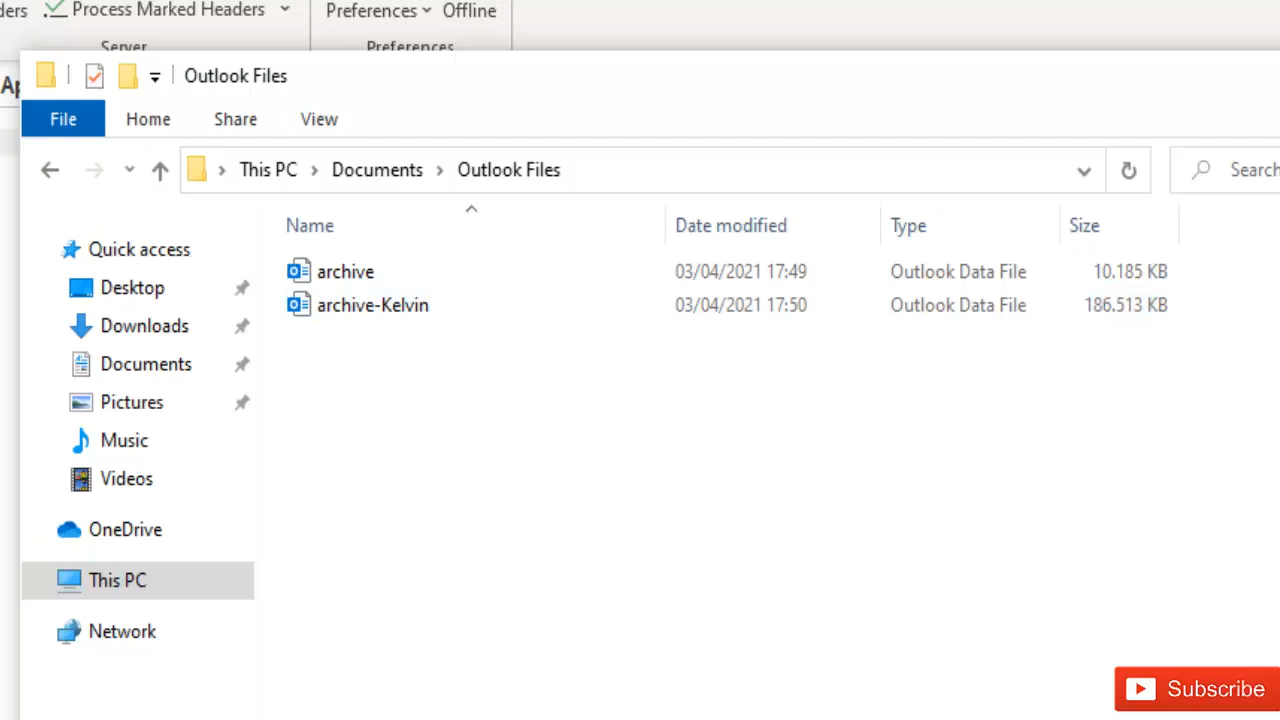 ders Process Marked Headers
Preferences Offline
Server
Preferences
Ap
Outlook Files
File Home Share View
This PC > Documents > Outlook Files
Search
Name Date modified Type Size
archive 03/04/2021 17:49 Outlook Data File 10.185 KB
archive-Kelvin 03/04/2021 17:50 Outlook Data File 186.513 KB
Quick access
Desktop
Downloads
Documents
Pictures
Music
Videos
OneDrive
This PC
Network
Subscribe